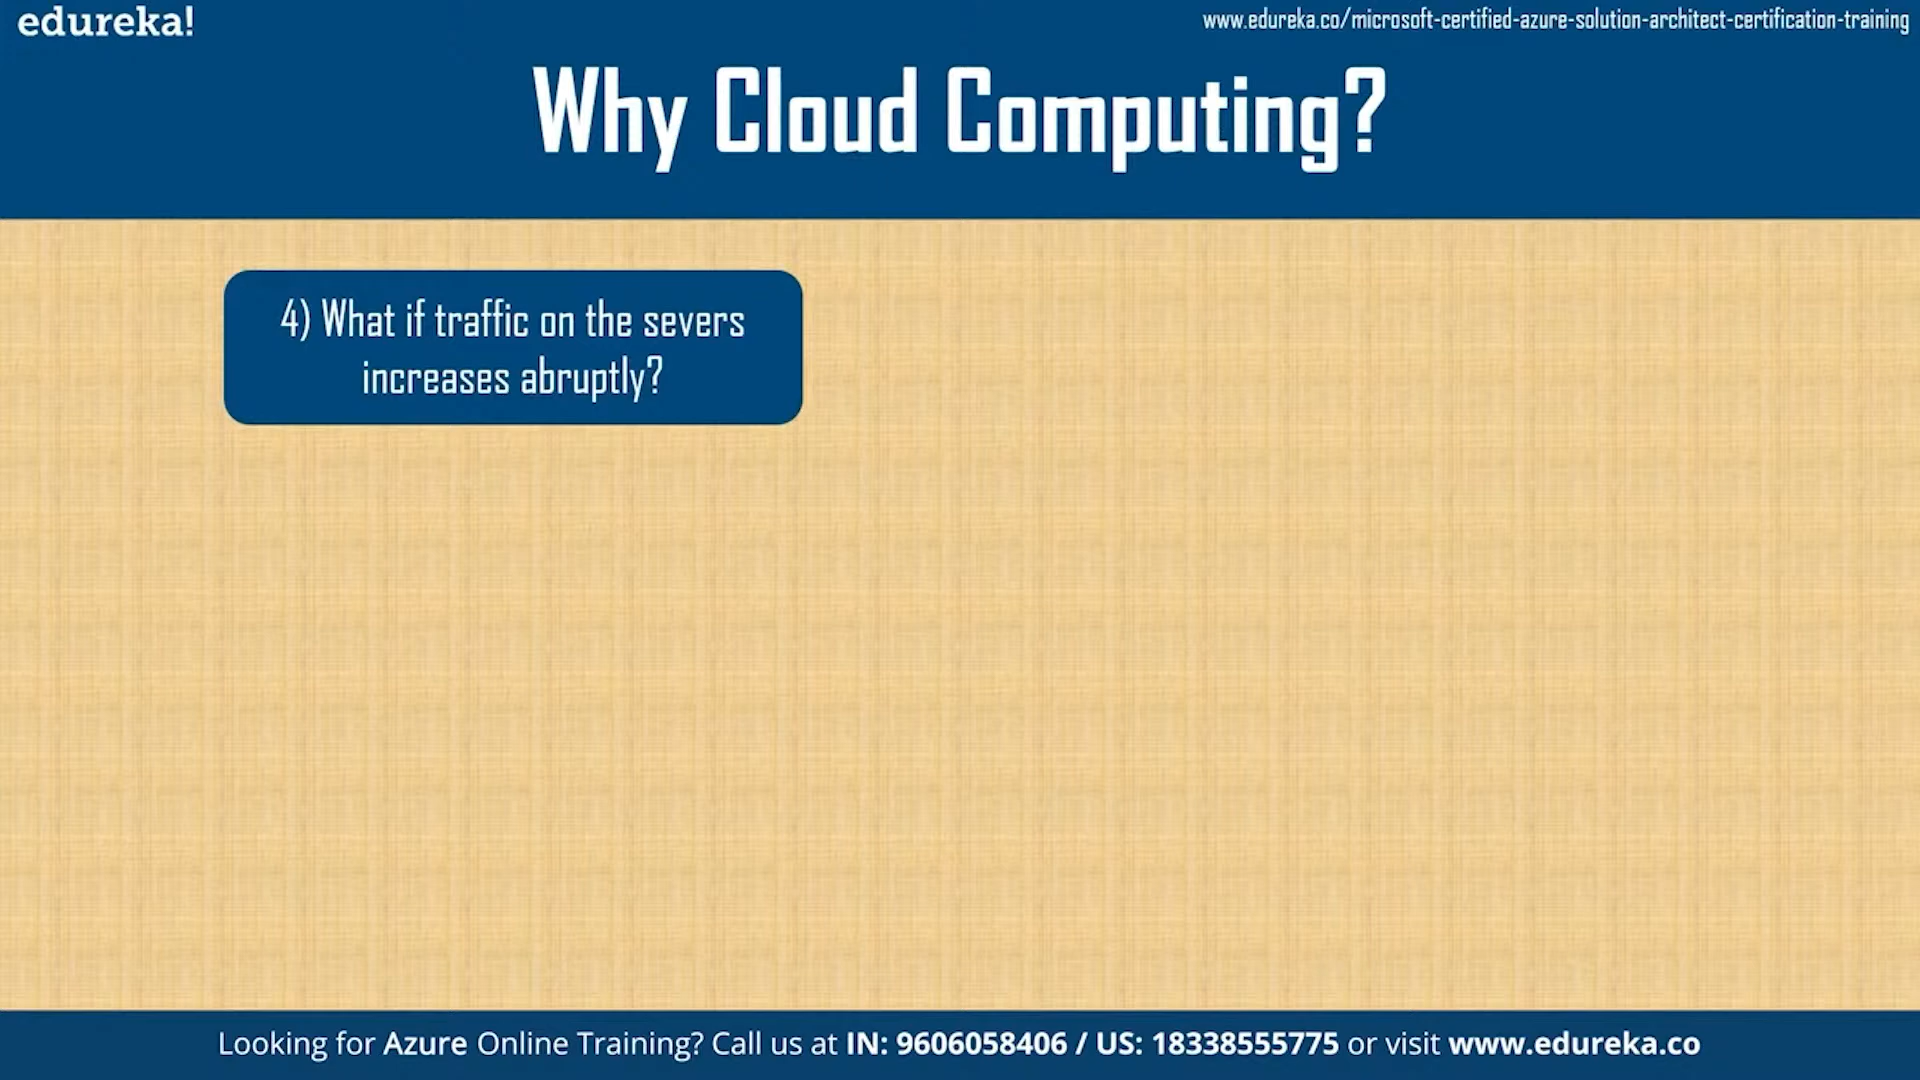 edureka!
www.edureka.co/microsoft-certified-azure-solution-architect-certification-training
Why Cloud Computing?
4) What if traffic on the severs
increases abruptly?
Looking for Azure Online Training? Call us at IN: 9606058406 / US: 18338555775 or visit www.edureka.co